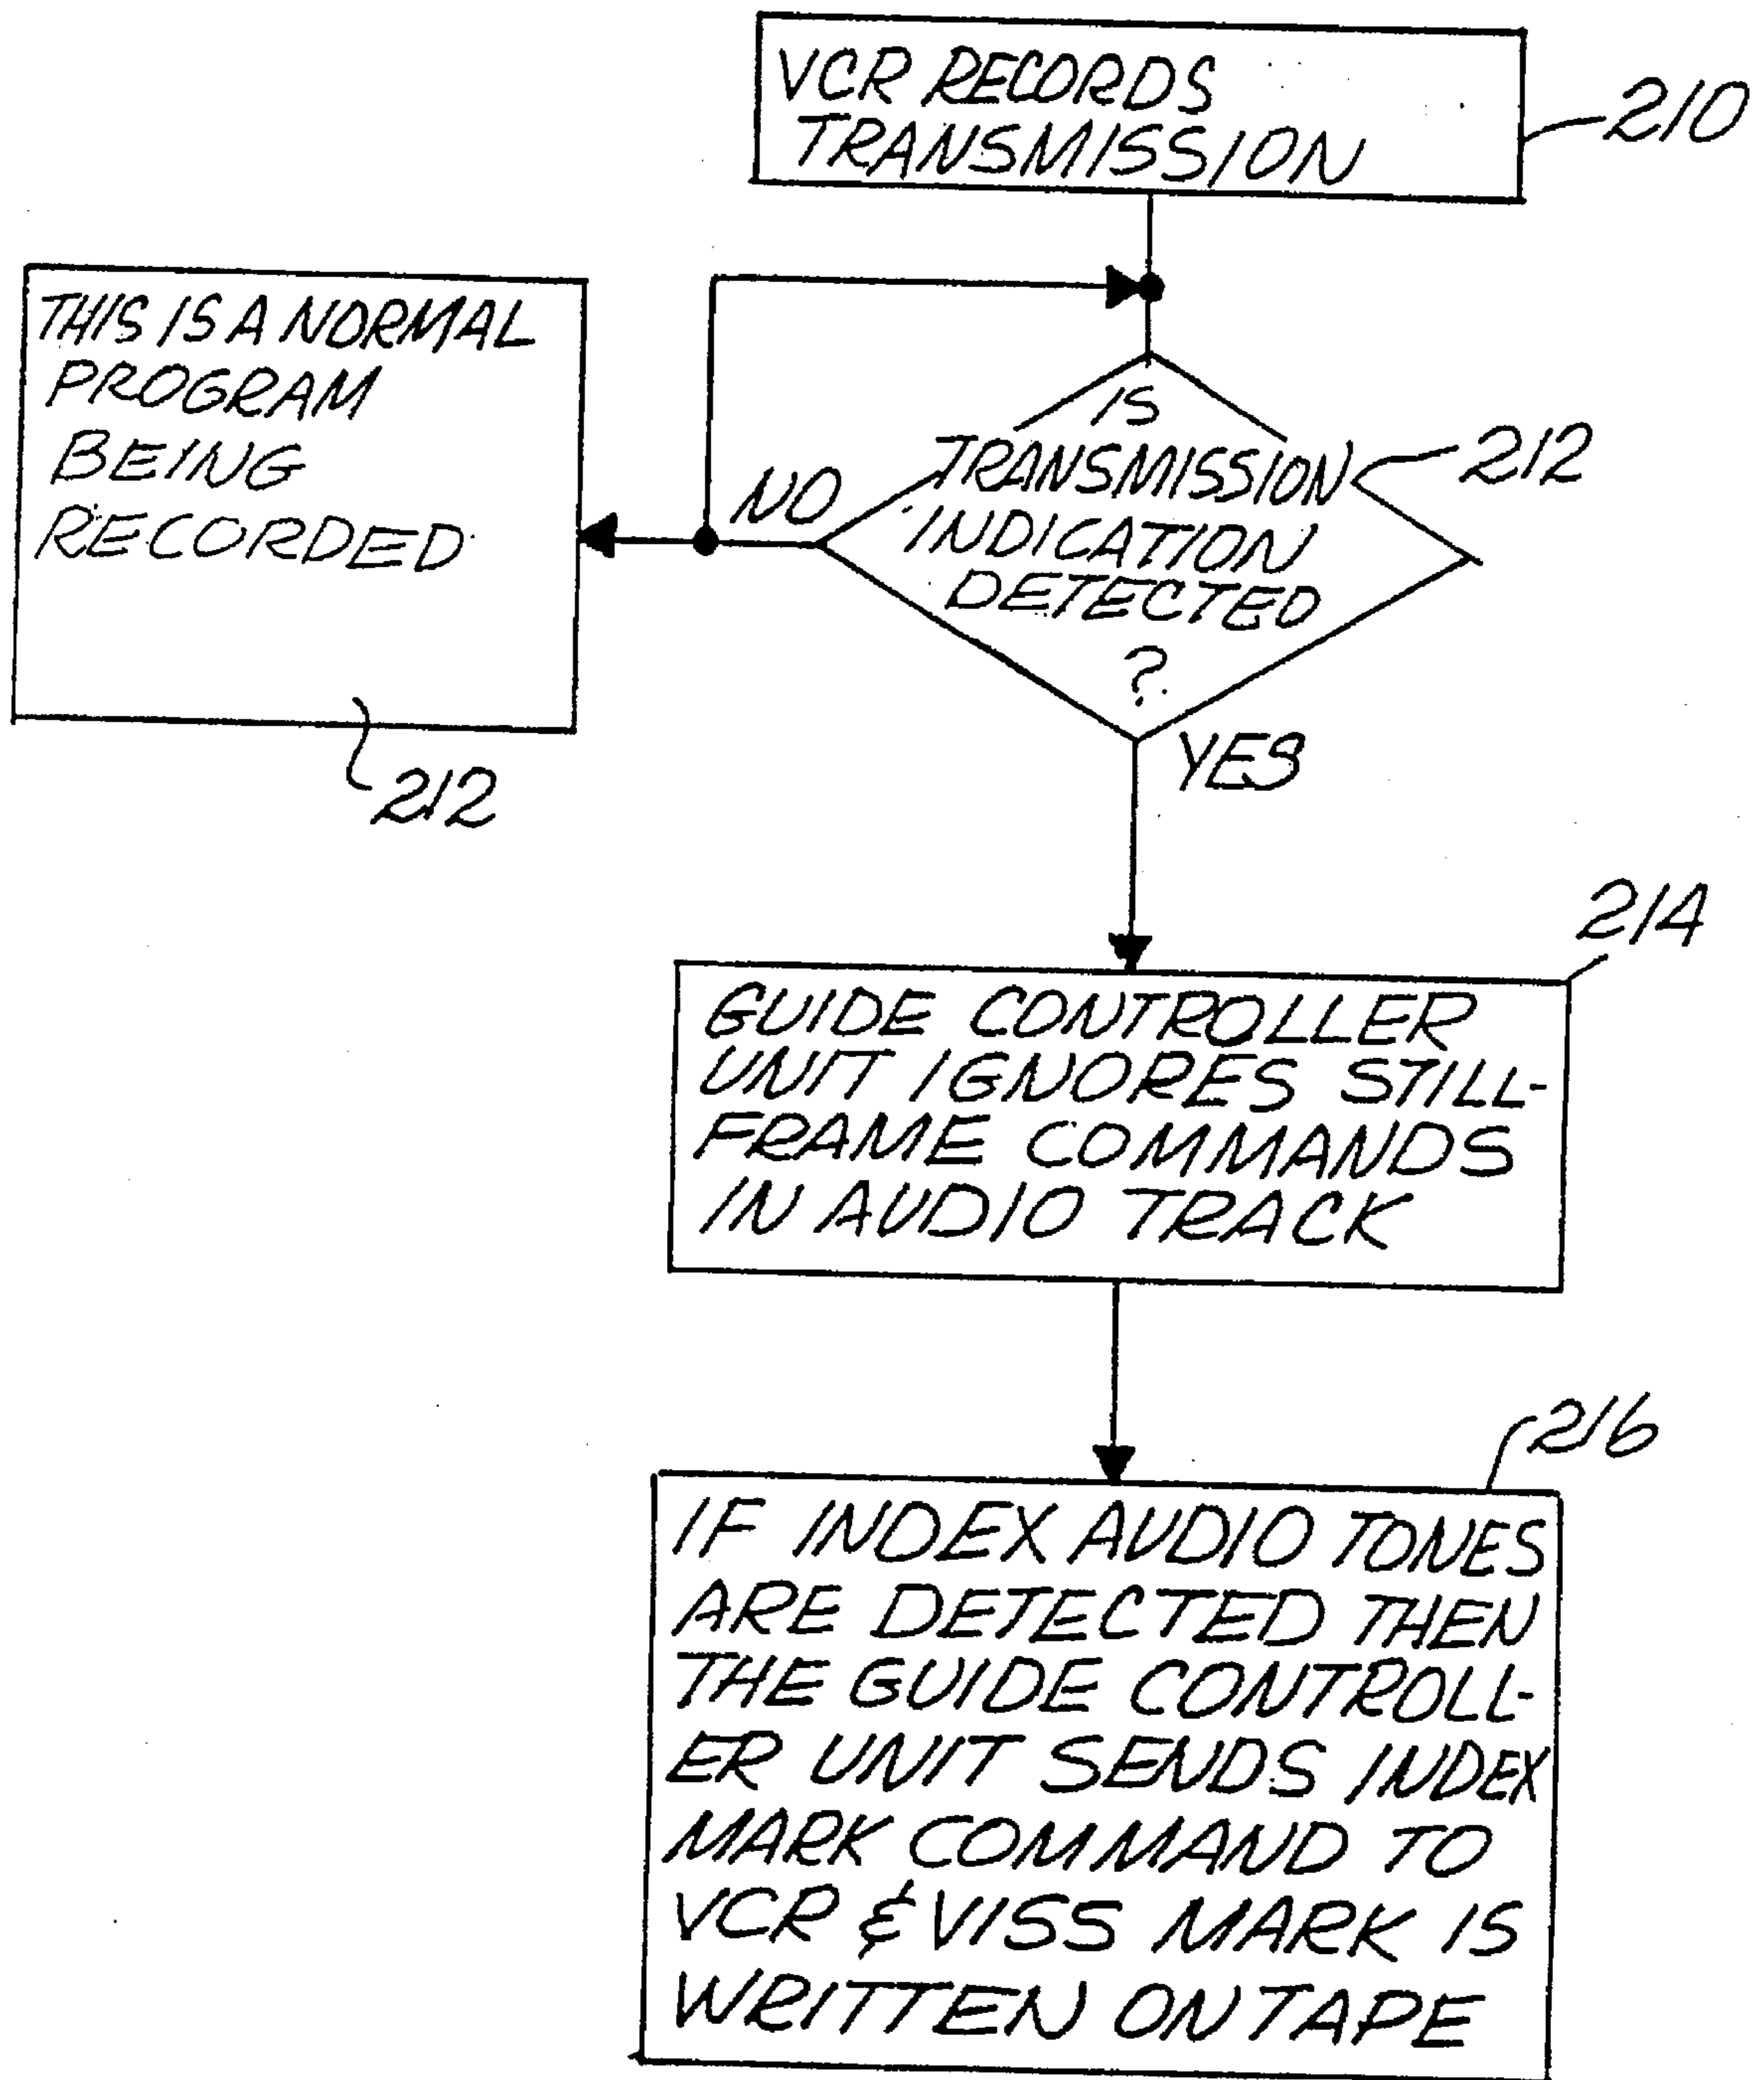 VCR RECORDS
TRANSMISSION
210
THIS IS A NORMAL
PROGRAM
BEING
RECORDED
212
NO
IS
TRANSMISSION
INDICATION
DETECTED
?
212
YES
214
GUIDE CONTROLLER
UNIT IGNORES STILL-
FRAME COMMANDS
IN AUDIO TRACK
216
IF INDEX AUDIO TONES
ARE DETECTED THEN
THE GUIDE CONTROLL-
ER UNIT SENDS INDEX
MARK COMMAND TO
VCR & VISS MARK IS
WRITTEN ON TAPE